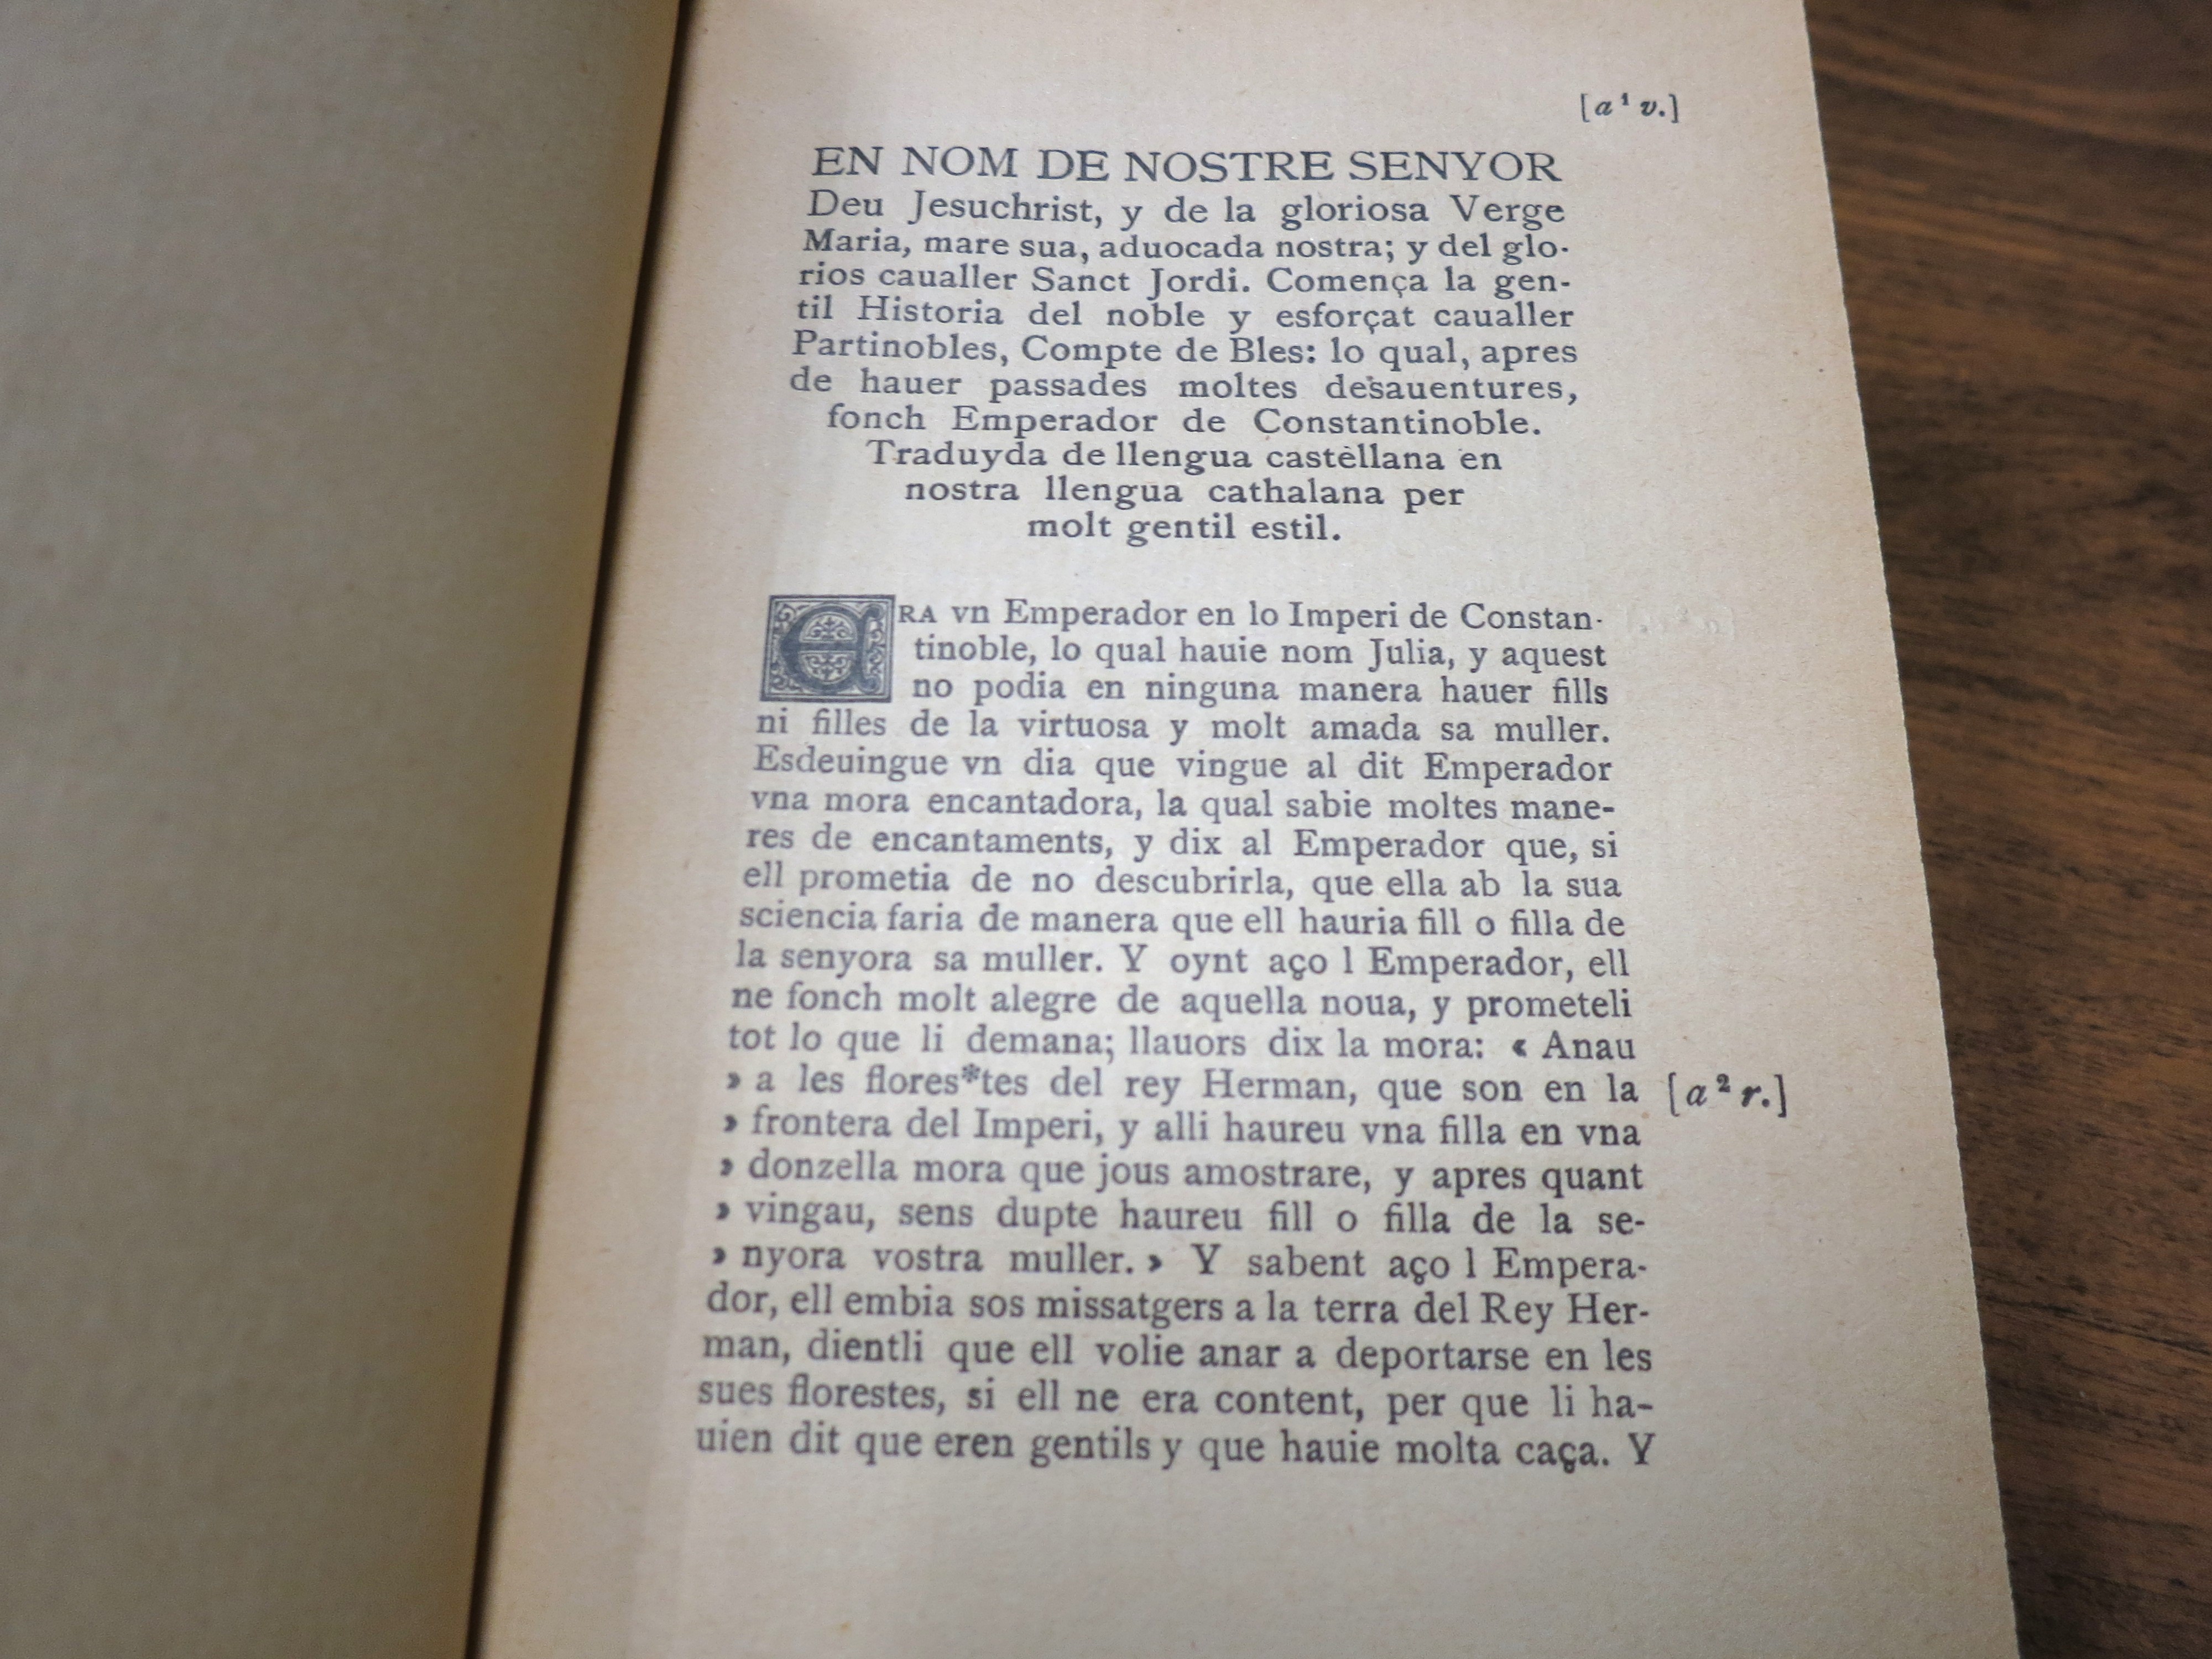 [a¹ v.]
EN NOM DE NOSTRE SENYOR
Deu Jesuchrist, y de la gloriosa Verge
Maria, mare sua, aduocada nostra; y del glo-
rios caualler Sanct Jordi. Comença la gen-
til Historia del noble y esforçat caualler
Partinobles, Compte de Bles: lo qual, apres
de hauer passades moltes desauentures,
fonch Emperador de Constantinoble.
Traduyda de llengua castellana en
nostra llengua cathalana per
molt gentil estil.
ERA vn Emperador en lo Imperi de Constan-
tinoble, lo qual hauie nom Julia, y aquest
no podia en ninguna manera hauer fills
ni filles de la virtuosa y molt amada sa muller.
Esdeuingue vn dia que vingue al dit Emperador
vna mora encantadora, la qual sabie moltes mane-
res de encantaments, y dix al Emperador que, si
ell prometia de no descubrirla, que ella ab la sua
sciencia faria de manera que ell hauria fill o filla de
la senyora sa muller. Y oynt aço l Emperador, ell
ne fonch molt alegre de aquella noua, y prometeli
tot lo que li demana; llauors dix la mora: « Anau
» a les flores*tes del rey Herman, que son en la [a² r.]
» frontera del Imperi, y alli haureu vna filla en vna
» donzella mora que jous amostrare, y apres quant
» vingau, sens dupte haureu fill o filla de la se-
» nyora vostra muller. » Y sabent aço l Empera-
dor, ell embia sos missatgers a la terra del Rey Her-
man, dientli que ell volie anar a deportarse en les
sues florestes, si ell ne era content, per que li ha-
uien dit que eren gentils y que hauie molta caça. Y